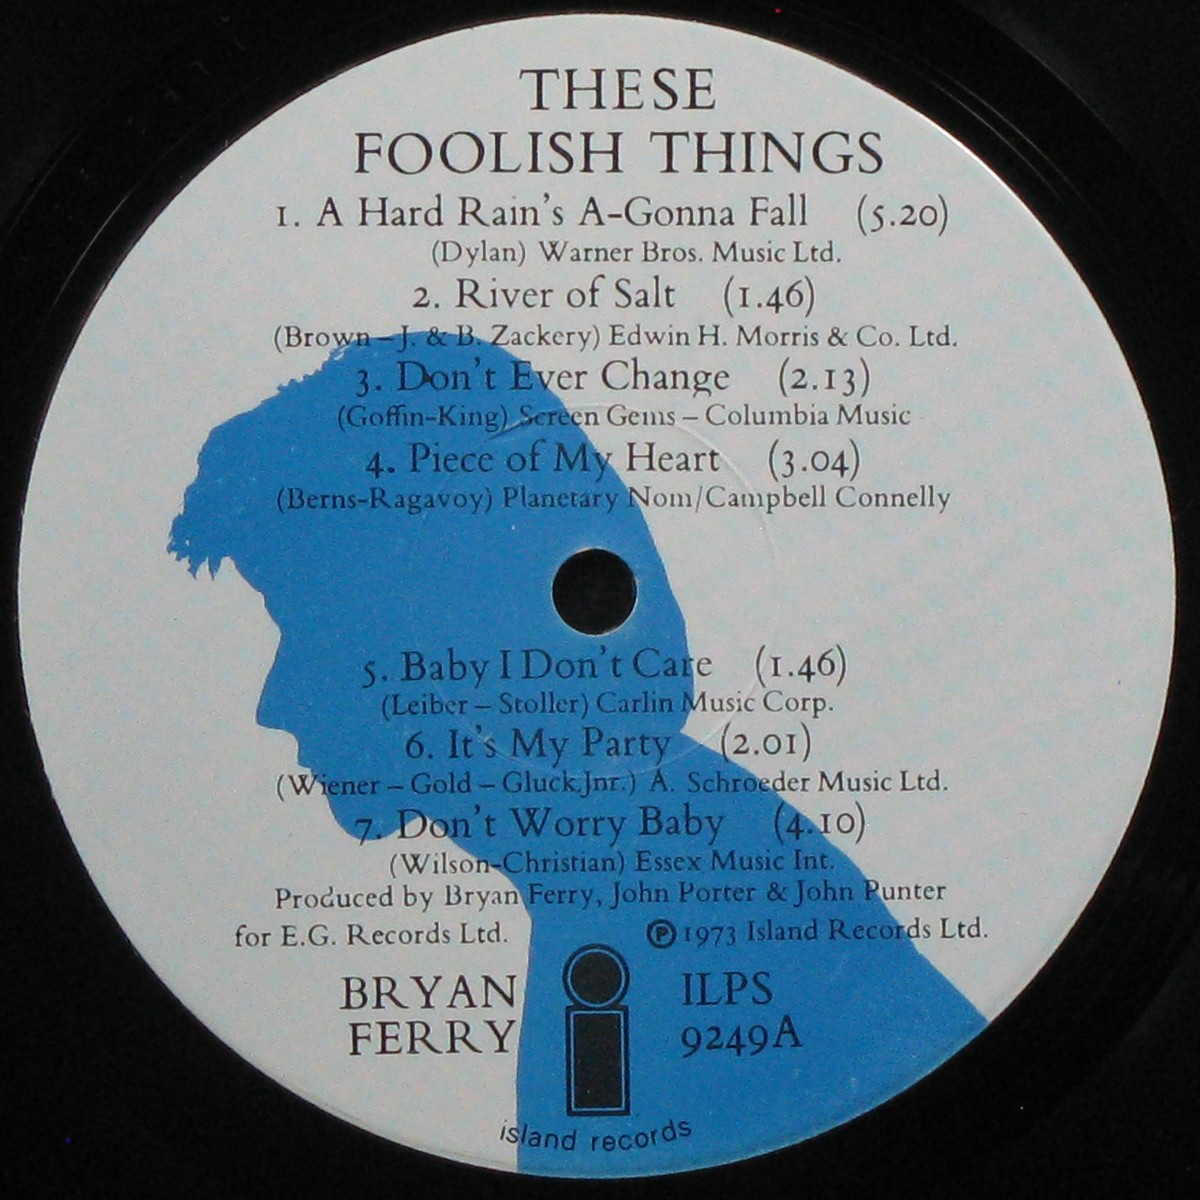 THESE
FOOLISH THINGS
1. A Hard Rain's A-Gonna Fall (5.20)
(Dylan) Warner Bros. Music Ltd.
2. River of Salt (1.46)
(Brown – J. & B. Zackery) Edwin H. Morris & Co. Ltd.
3. Don't Ever Change (2.13)
(Goffin-King) Screen Gems – Columbia Music
4. Piece of My Heart (3.04)
(Berns-Ragavoy) Planetary Nom/Campbell Connelly
5. Baby I Don't Care (1.46)
(Leiber – Stoller) Carlin Music Corp.
6. It's My Party (2.01)
(Wiener – Gold – Gluck,Jnr.) A. Schroeder Music Ltd.
7. Don't Worry Baby (4.10)
(Wilson-Christian) Essex Music Int.
Produced by Bryan Ferry, John Porter & John Punter
for E.G. Records Ltd. ℗ 1973 Island Records Ltd.
BRYAN ILPS
FERRY 9249A
island records